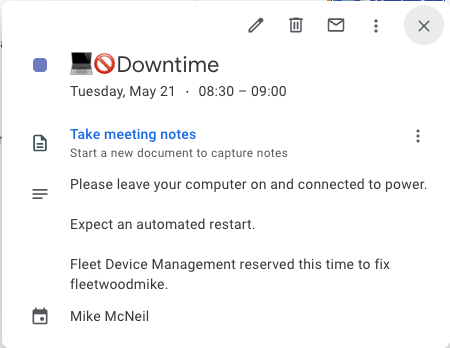 💻🚫Downtime
Tuesday, May 21 · 08:30 – 09:00
Take meeting notes
Start a new document to capture notes
Please leave your computer on and connected to power.
Expect an automated restart.
Fleet Device Management reserved this time to fix
fleetwoodmike.
Mike McNeil